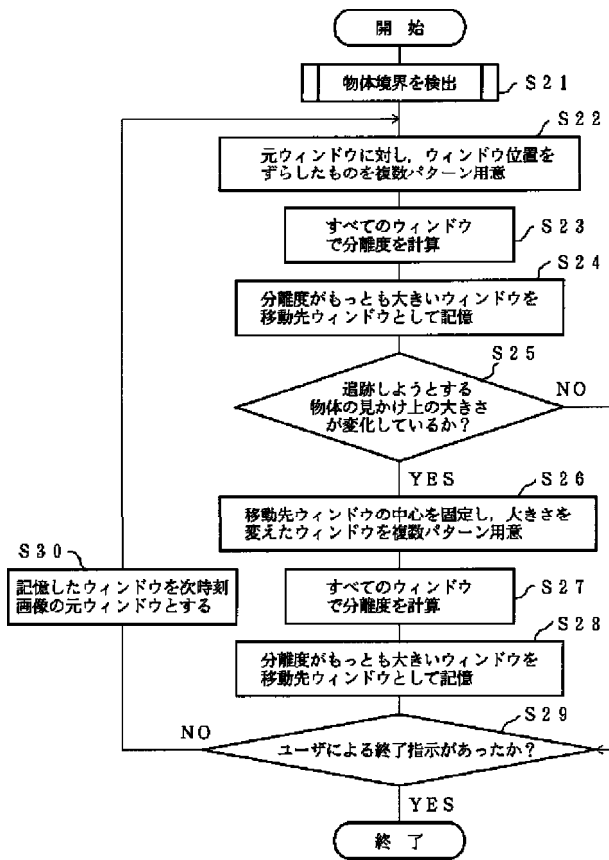 開 始
物体境界を検出
S21
S22
元ウィンドウに対し，ウィンドウ位置を
ずらしたものを複数パターン用意
すべてのウィンドウ
で分離度を計算
S23
S24
分離度がもっとも大きいウィンドウを
移動先ウィンドウとして記憶
S25
追跡しようとする
物体の見かけ上の大きさ
が変化しているか？
NO
YES
S26
移動先ウィンドウの中心を固定し，大きさを
変えたウィンドウを複数パターン用意
S30
記憶したウィンドウを次時刻
画像の元ウィンドウとする
すべてのウィンドウ
で分離度を計算
S27
S28
分離度がもっとも大きいウィンドウを
移動先ウィンドウとして記憶
S29
NO
ユーザによる終了指示があったか？
YES
終 了